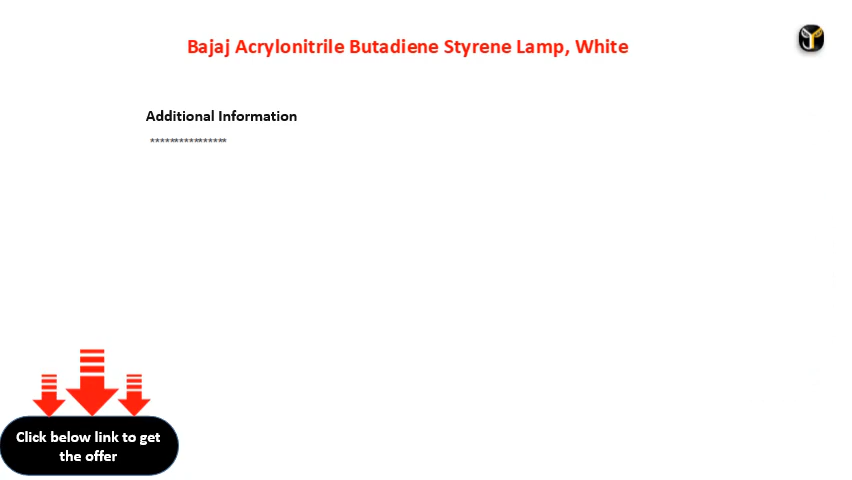 Bajaj Acrylonitrile Butadiene Styrene Lamp, White
Additional Information
****************
Click below link to get
the offer